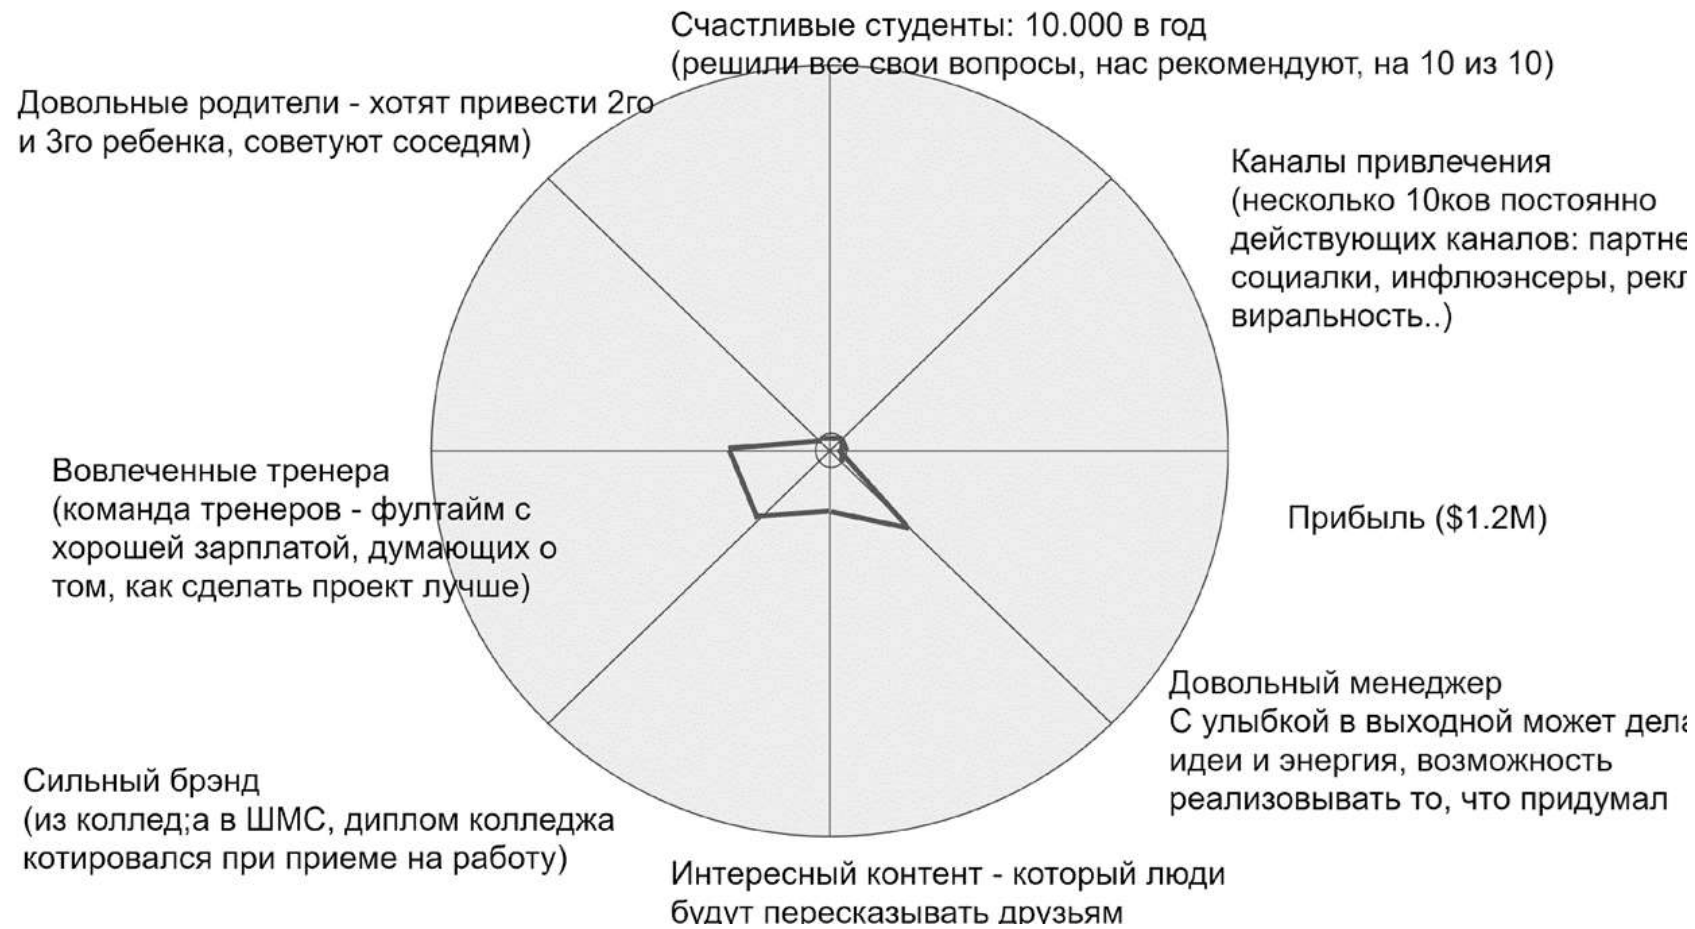 Счастливые студенты: 10.000 в год
(решили все свои вопросы, нас рекомендуют, на 10 из 10)
Довольные родители - хотят привести 2го
и 3го ребенка, советуют соседям)
Каналы привлечения
(несколько 10ков постоянно
действующих каналов: партне
социалки, инфлюэнсеры, рекл
виральность..)
Вовлеченные тренера
(команда тренеров - фултайм с
хорошей зарплатой, думающих о
том, как сделать проект лучше)
Прибыль ($1.2М)
Довольный менеджер
С улыбкой в выходной может дела
идеи и энергия, возможность
реализовывать то, что придумал
Сильный брэнд
(из коллед;а в ШМС, диплом колледжа
котировался при приеме на работу)
Интересный контент - который люди
будут пересказывать друзьям